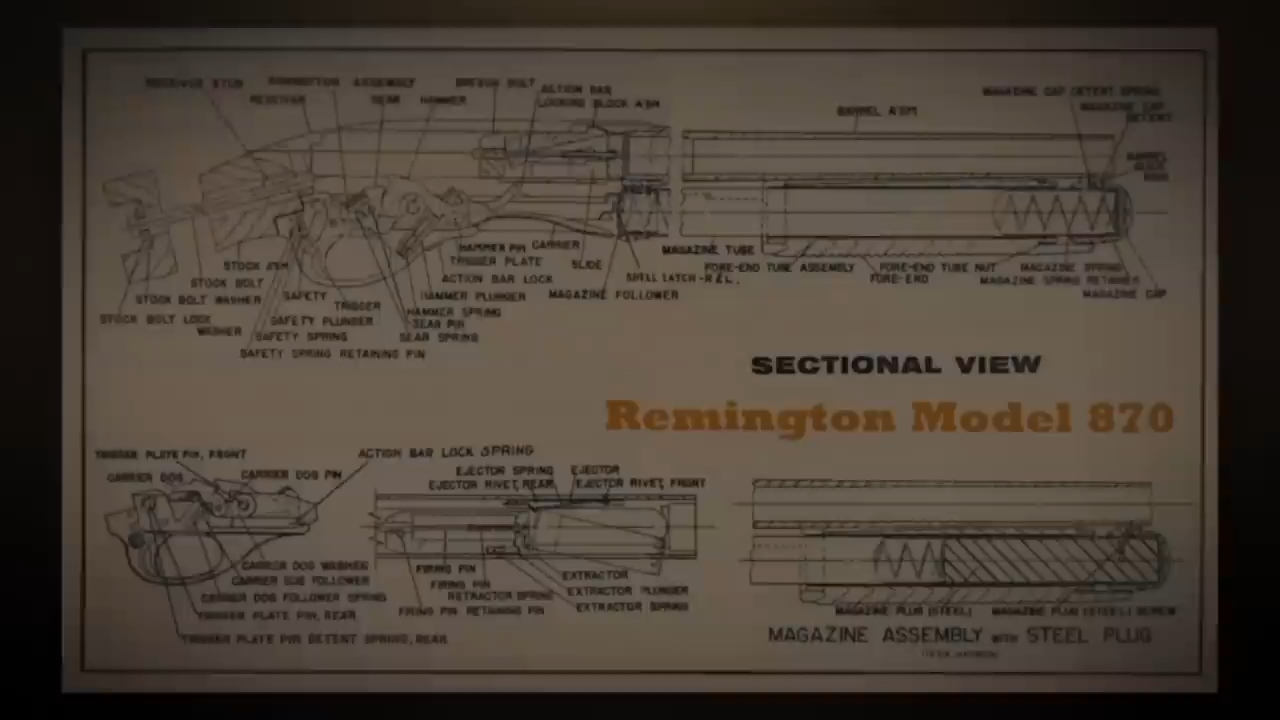 RECEIVER STUD
CONNECTOR ASSEMBLY
BREECH BOLT
RECEIVER
SEAR
HAMMER
ACTION BAR
LOCKING BLOCK A'SM
BARREL A'SM
MAGAZINE CAP DETENT SPRING
MAGAZINE CAP
DETENT
BARREL
RING
HAMMER PIN
CARRIER
TRIGGER PLATE
SLIDE
ACTION BAR LOCK
SHELL LATCH-R.&L.
MAGAZINE TUBE
FORE-END TUBE ASSEMBLY
FORE-END TUBE NUT
FORE-END
MAGAZINE SPRING
MAGAZINE SPRING RETAINER
MAGAZINE CAP
STOCK A'SM
STOCK BOLT
STOCK BOLT WASHER
STOCK BOLT LOCK
WASHER
SAFETY
TRIGGER
SAFETY PLUNGER
SAFETY SPRING
SAFETY SPRING RETAINING PIN
HAMMER PLUNGER
HAMMER SPRING
SEAR PIN
SEAR SPRING
MAGAZINE FOLLOWER
SECTIONAL VIEW
Remington Model 870
TRIGGER PLATE PIN, FRONT
CARRIER DOG
CARRIER DOG PIN
ACTION BAR LOCK SPRING
CARRIER DOG WASHER
CARRIER DOG FOLLOWER
CARRIER DOG FOLLOWER SPRING
TRIGGER PLATE PIN, REAR
TRIGGER PLATE PIN DETENT SPRING, REAR
EJECTOR SPRING
EJECTOR
EJECTOR RIVET, REAR
EJECTOR RIVET, FRONT
FIRING PIN
FIRING PIN
RETRACTOR SPRING
FIRING PIN RETAINING PIN
EXTRACTOR
EXTRACTOR PLUNGER
EXTRACTOR SPRING
MAGAZINE PLUG (STEEL)
MAGAZINE PLUG (STEEL) SCREW
MAGAZINE ASSEMBLY WITH STEEL PLUG